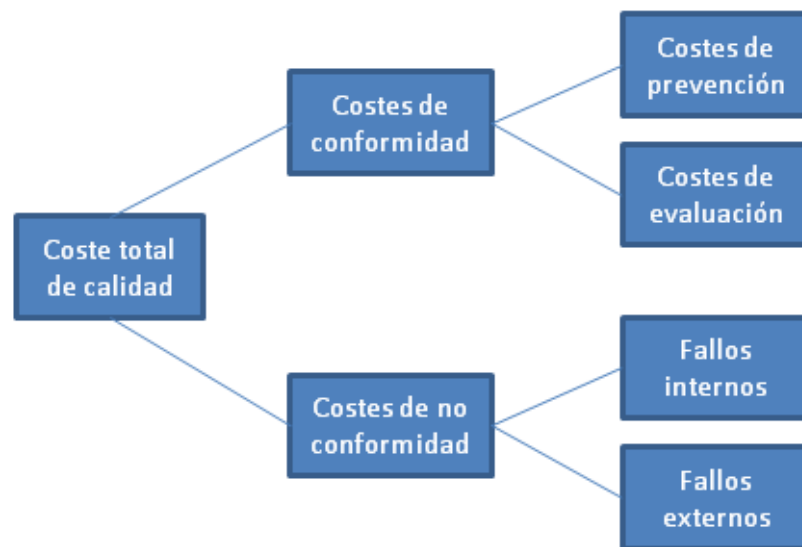 Costes de
prevención
Costes de
conformidad
Costes de
evaluación
Coste total
de calidad
Fallos
internos
Costes de no
conformidad
Fallos
externos